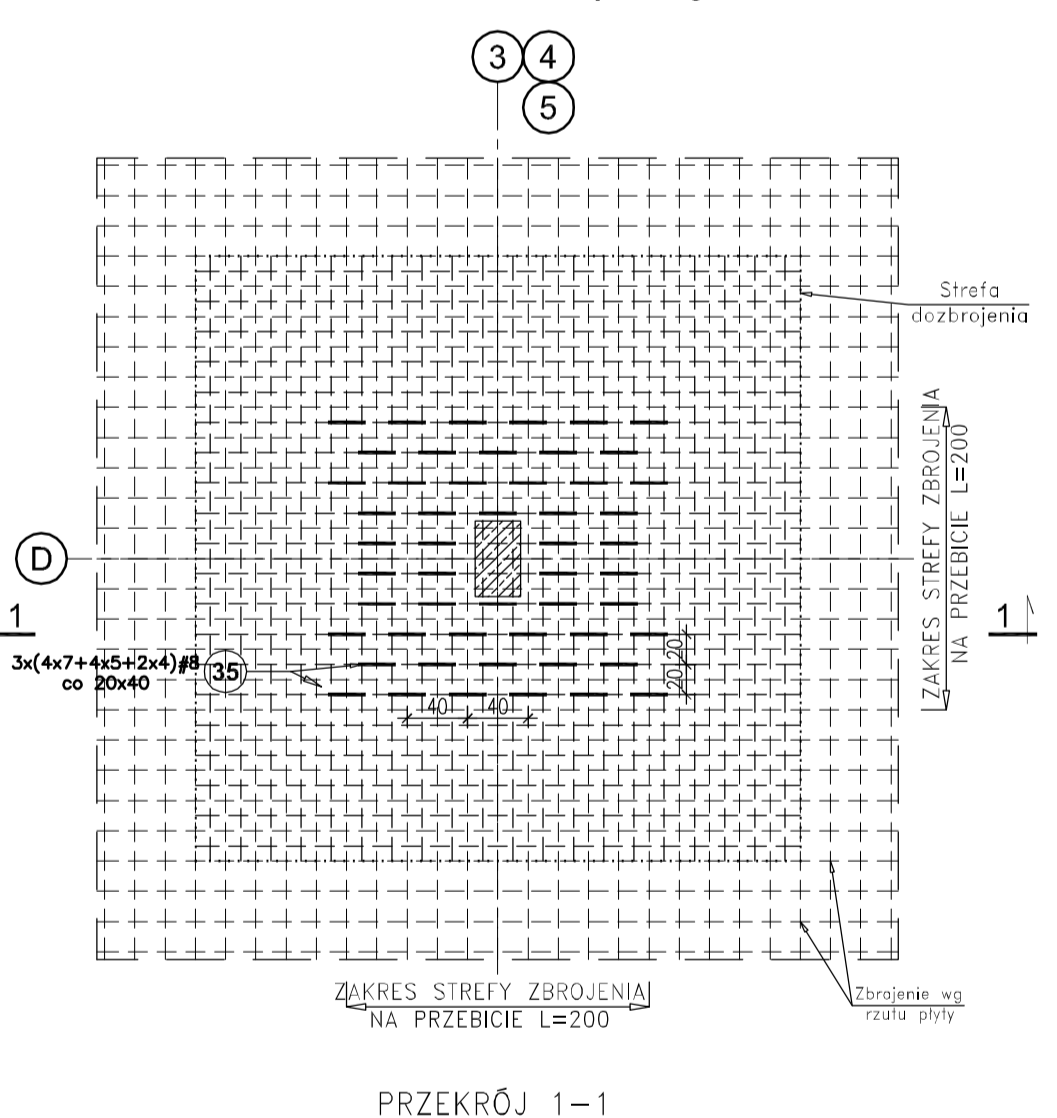 3 4
5
Strefa
dozbrojenia
ZAKRES STREFY ZBROJENIA
NA PRZEBICIE L=200
D
1
1
3x(4x7+4x5+2x4)#8
co 20x40
35
20 20
40 40
ZAKRES STREFY ZBROJENIA
NA PRZEBICIE L=200
Zbrojenie wg
rzutu płyty
PRZEKRÓJ 1-1